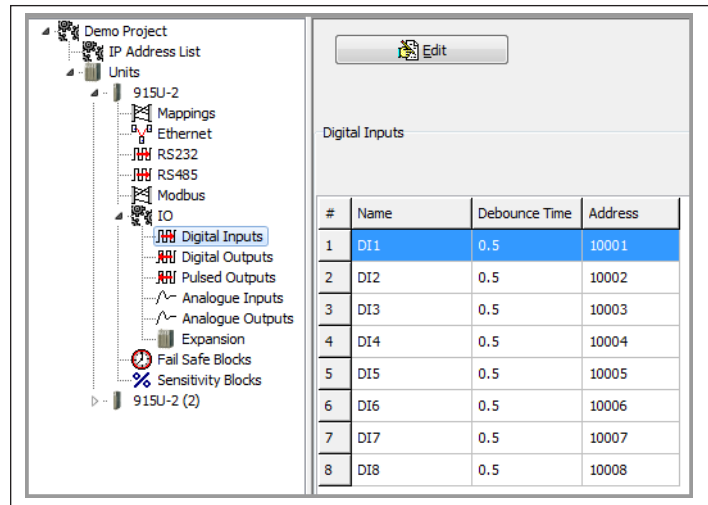 Demo Project
IP Address List
Units
915U-2
Mappings
Ethernet
RS232
RS485
Modbus
IO
Digital Inputs
Digital Outputs
Pulsed Outputs
Analogue Inputs
Analogue Outputs
Expansion
Fail Safe Blocks
Sensitivity Blocks
915U-2 (2)
Edit
Digital Inputs
# Name Debounce Time Address
1 DI1 0.5 10001
2 DI2 0.5 10002
3 DI3 0.5 10003
4 DI4 0.5 10004
5 DI5 0.5 10005
6 DI6 0.5 10006
7 DI7 0.5 10007
8 DI8 0.5 10008